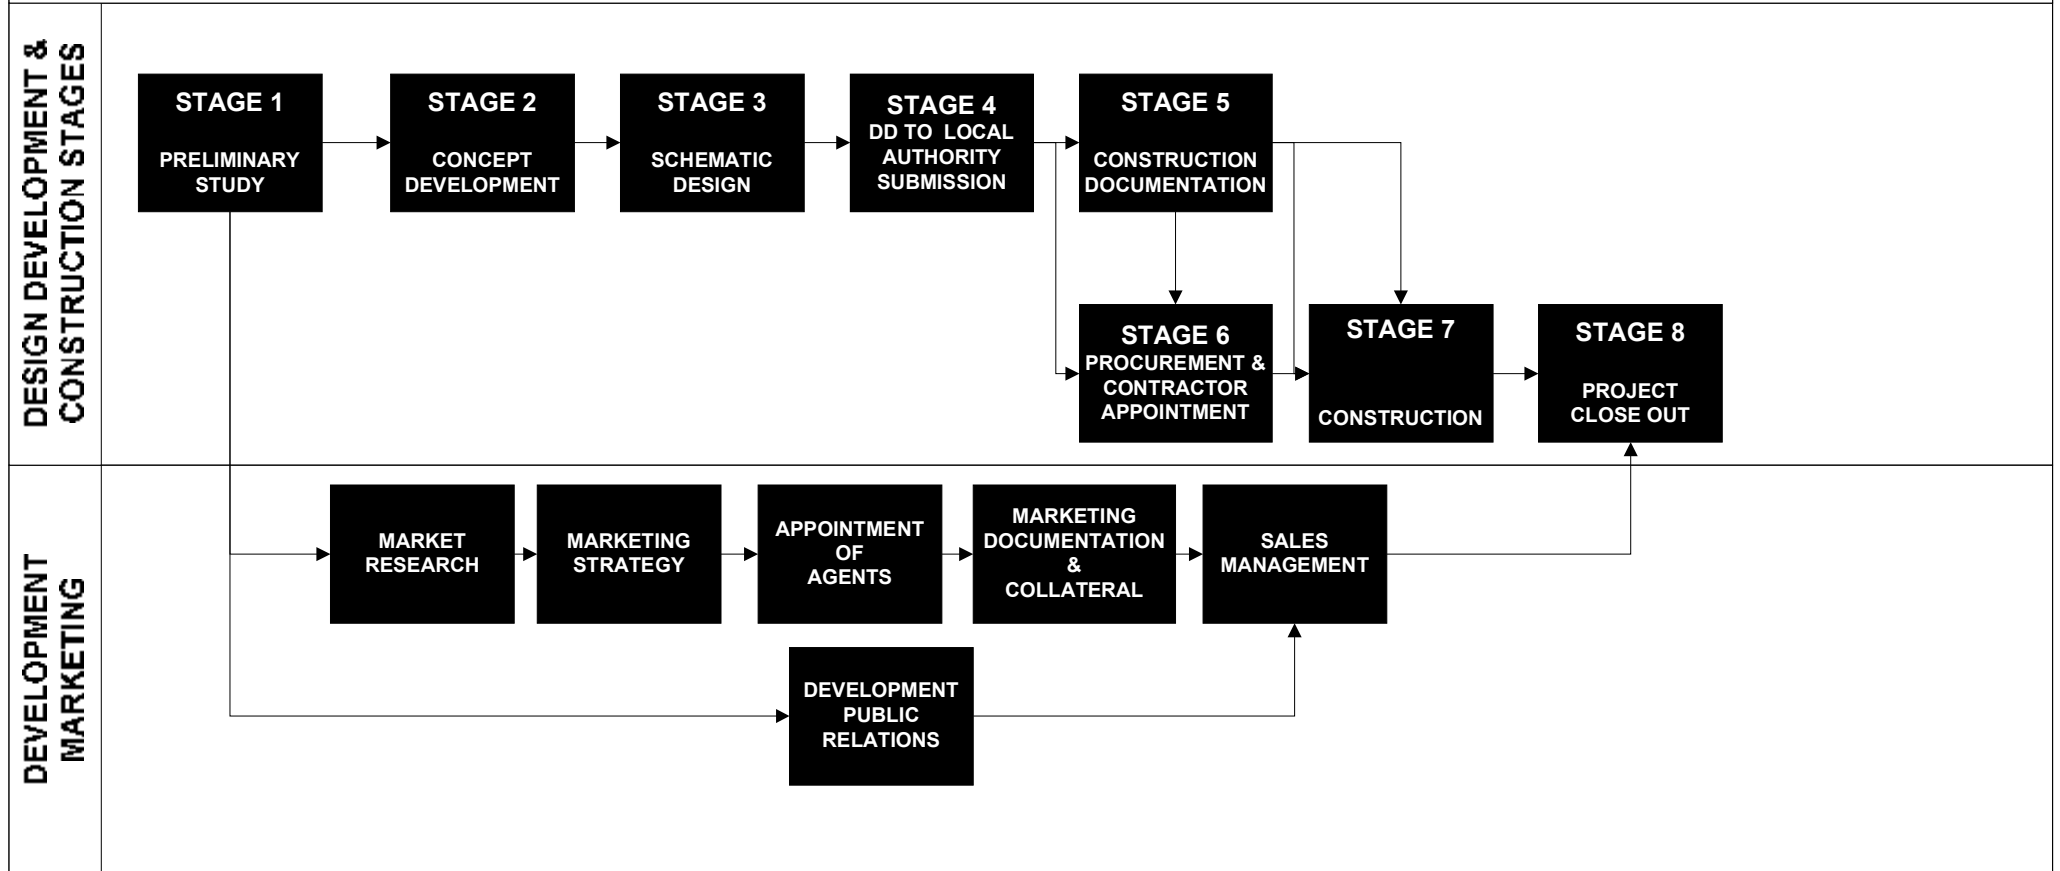 DESIGN DEVELOPMENT &
CONSTRUCTION STAGES
STAGE 1
PRELIMINARY
STUDY
STAGE 2
CONCEPT
DEVELOPMENT
STAGE 3
SCHEMATIC
DESIGN
STAGE 4
DD TO LOCAL
AUTHORITY
SUBMISSION
STAGE 5
CONSTRUCTION
DOCUMENTATION
STAGE 6
PROCUREMENT &
CONTRACTOR
APPOINTMENT
STAGE 7
CONSTRUCTION
STAGE 8
PROJECT
CLOSE OUT
DEVELOPMENT
MARKETING
MARKET
RESEARCH
MARKETING
STRATEGY
APPOINTMENT
OF
AGENTS
MARKETING
DOCUMENTATION
&
COLLATERAL
SALES
MANAGEMENT
DEVELOPMENT
PUBLIC
RELATIONS